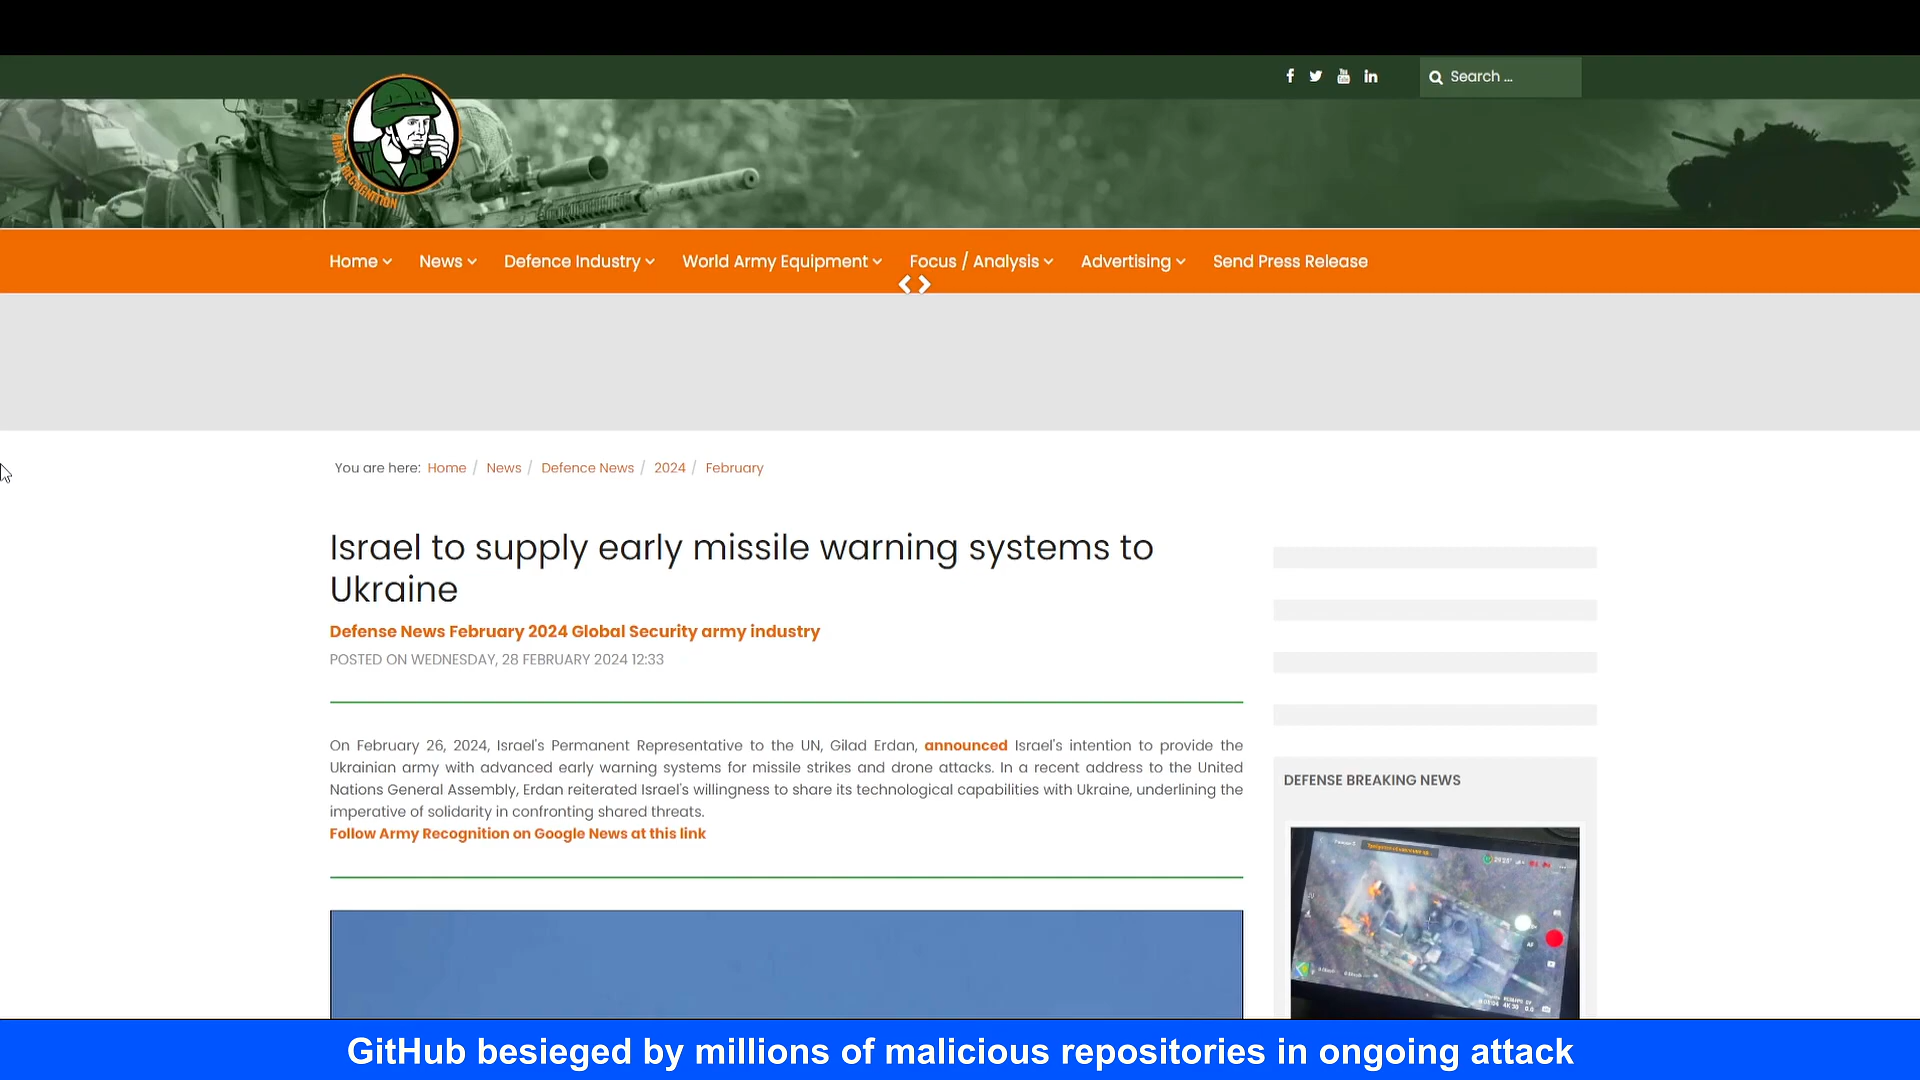 Search ...
ARMY RECOGNITION
Home News Defence Industry World Army Equipment Focus / Analysis Advertising Send Press Release
You are here: Home / News / Defence News / 2024 / February
Israel to supply early missile warning systems to
Ukraine
Defense News February 2024 Global Security army industry
POSTED ON WEDNESDAY, 28 FEBRUARY 2024 12:33
On February 26, 2024, Israel's Permanent Representative to the UN, Gilad Erdan, announced Israel's intention to provide the
Ukrainian army with advanced early warning systems for missile strikes and drone attacks. In a recent address to the United
Nations General Assembly, Erdan reiterated Israel's willingness to share its technological capabilities with Ukraine, underlining the
imperative of solidarity in confronting shared threats.
Follow Army Recognition on Google News at this link
DEFENSE BREAKING NEWS
GitHub besieged by millions of malicious repositories in ongoing attack